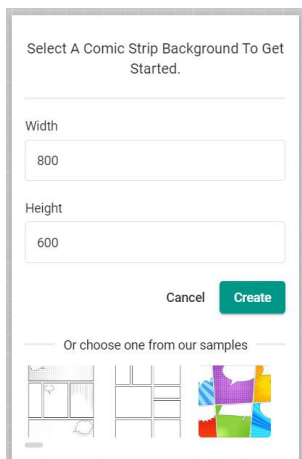 Select A Comic Strip Background To Get
Started.
Width
800
Height
600
Cancel Create
Or choose one from our samples